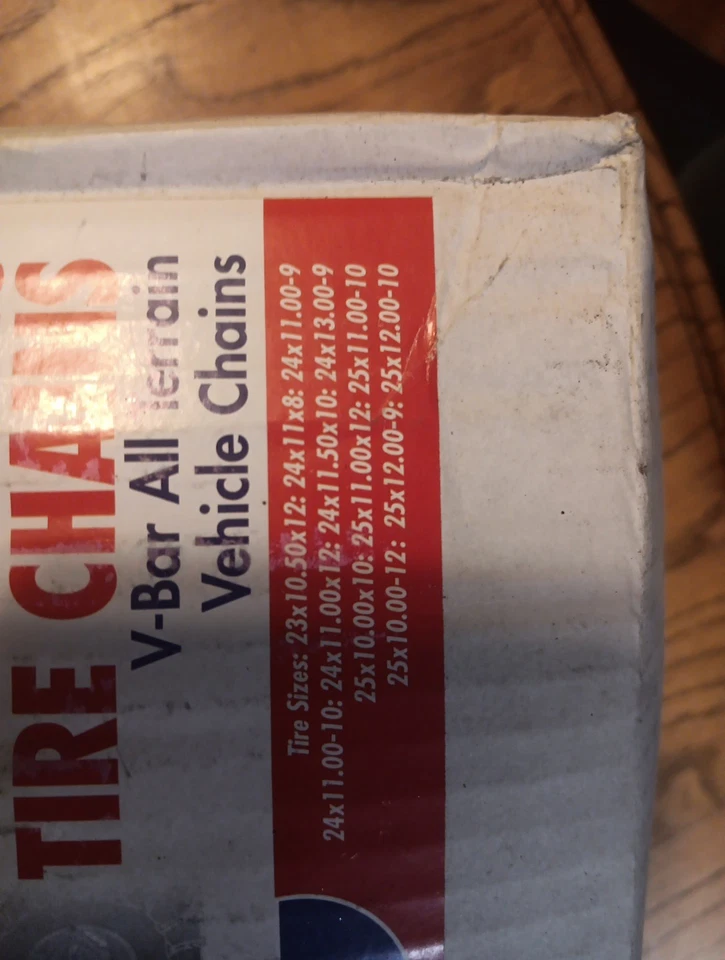 TIRE CHAINS
V-Bar All Terrain
Vehicle Chains
Tire Sizes: 23x10.50x12: 24x11x8: 24x11.00-9
24x11.00-10: 24x11.00x12: 24x11.50x10: 24x13.00-9
25x10.00x10: 25x11.00x12: 25x11.00-10
25x10.00-12: 25x12.00-9: 25x12.00-10